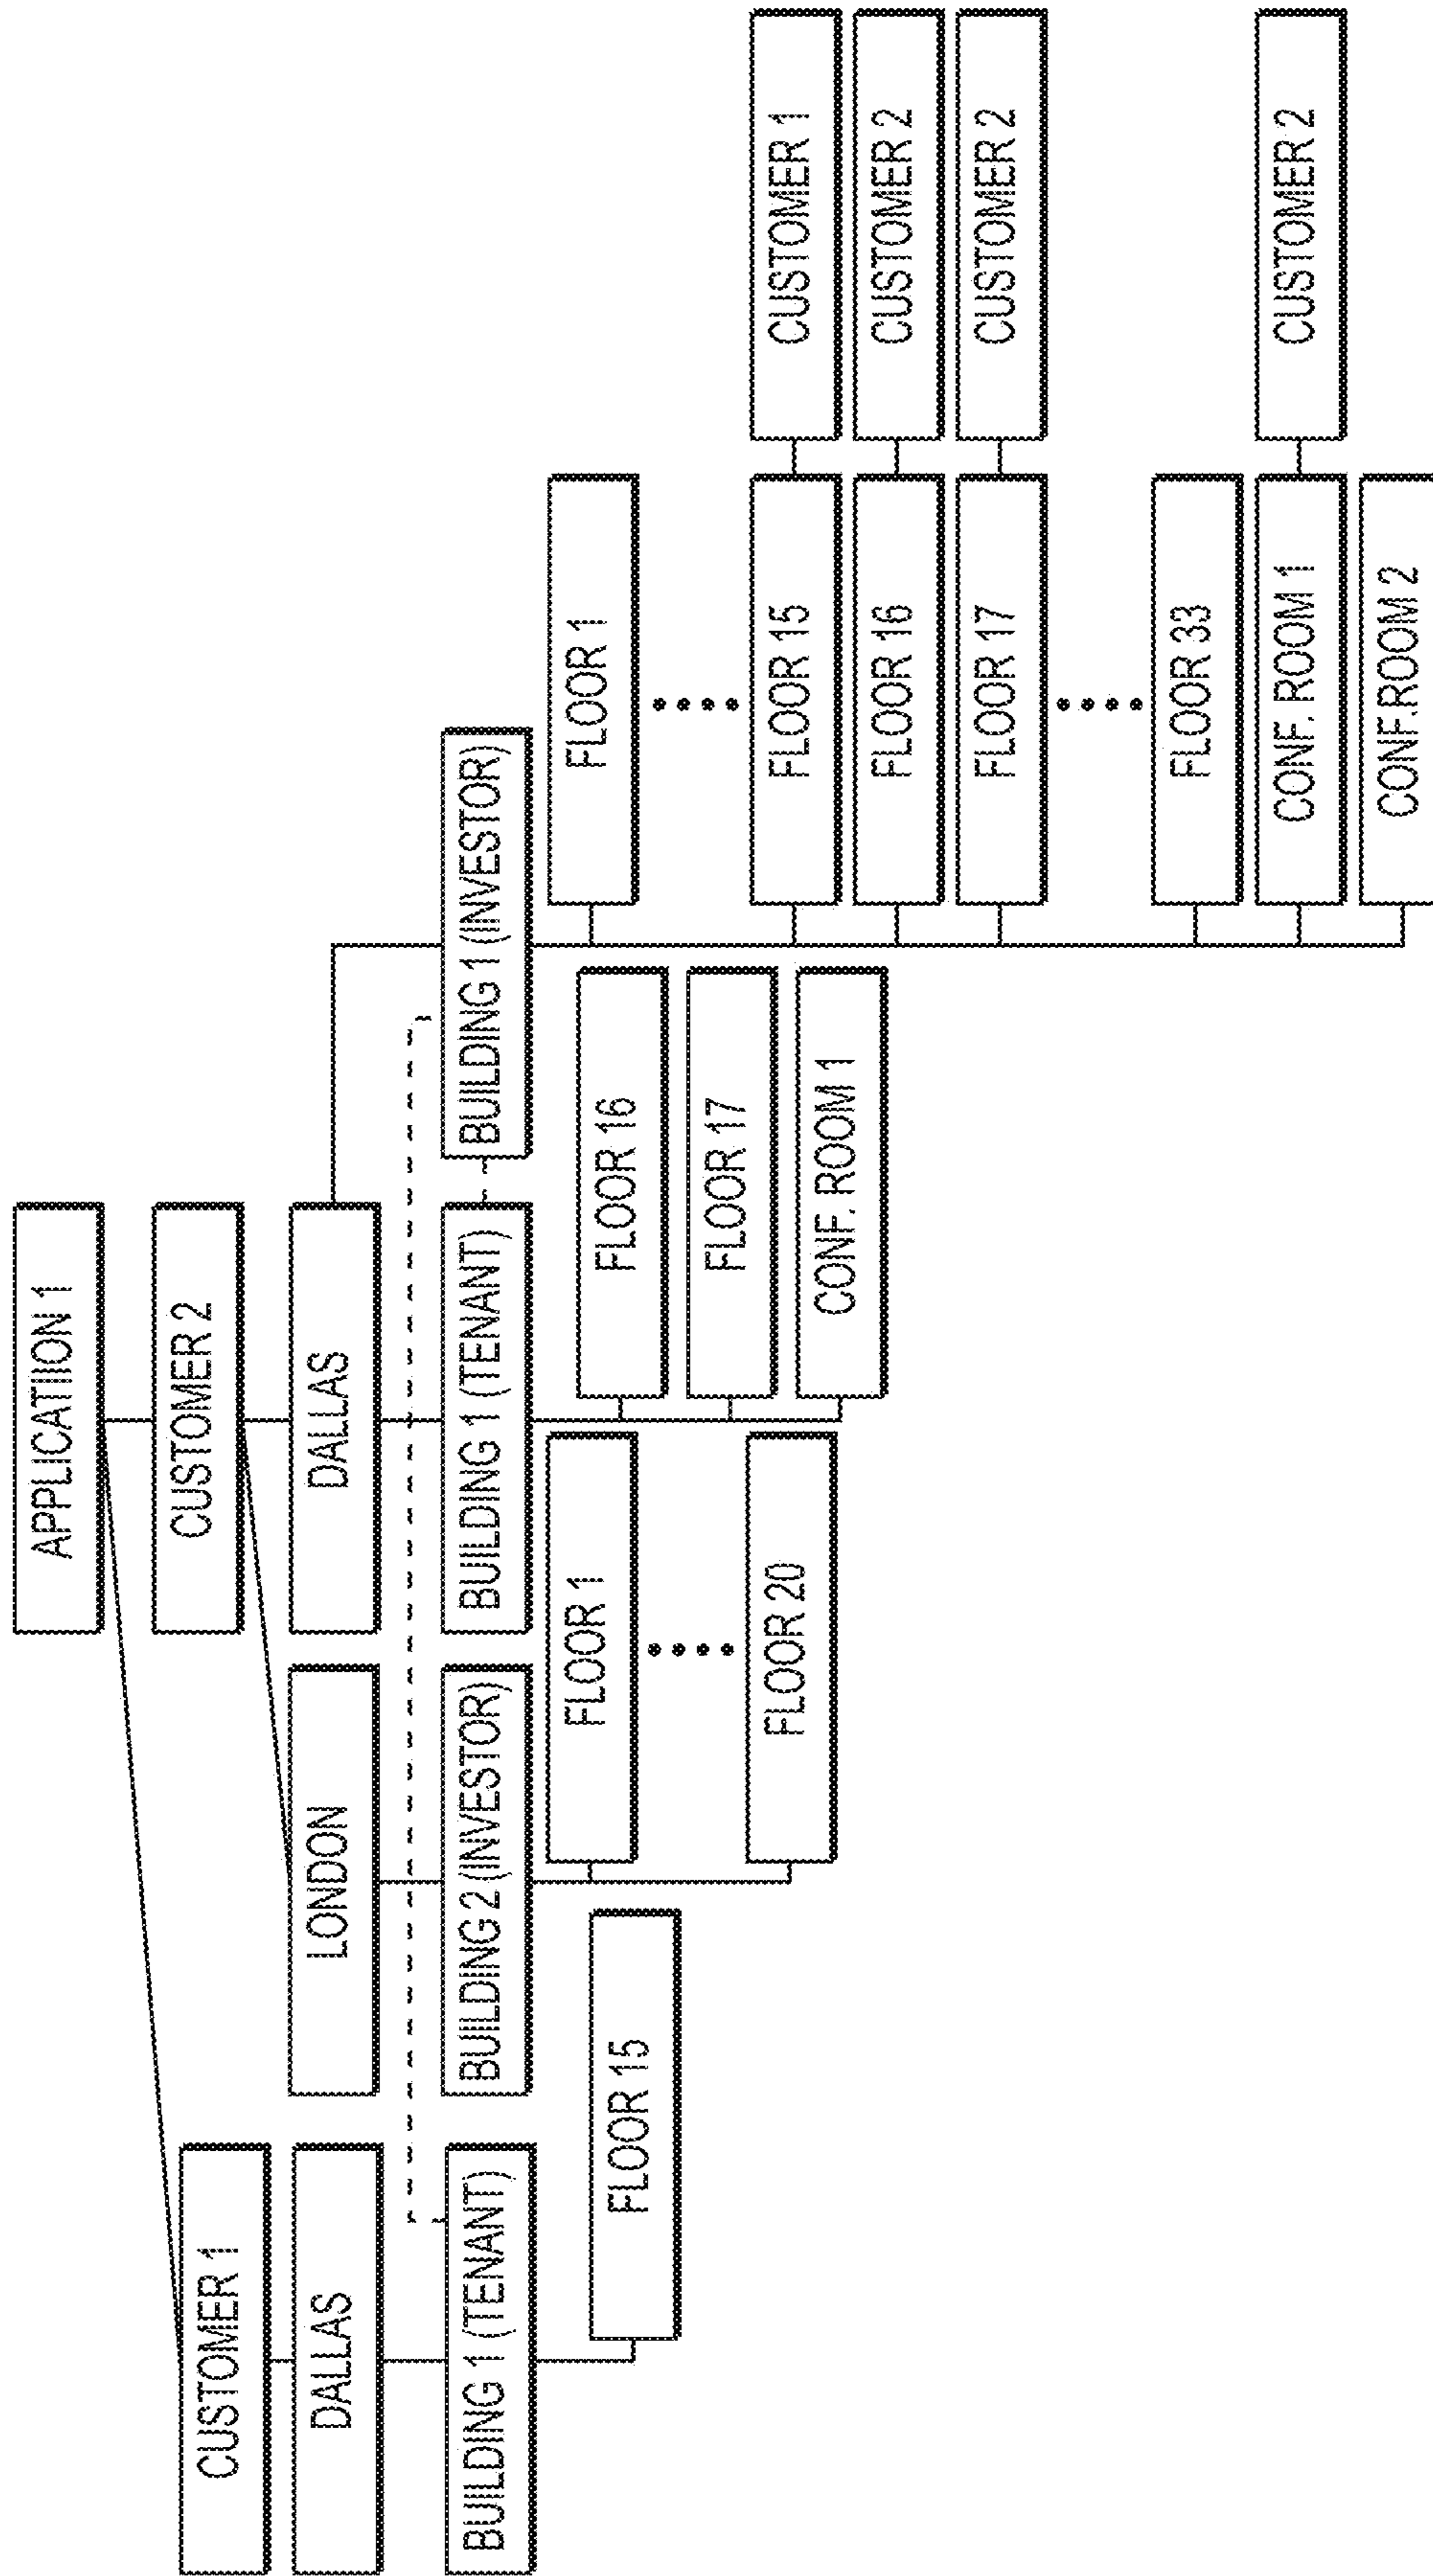 APPLICATIION 1
CUSTOMER 1
CUSTOMER 2
DALLAS
LONDON
DALLAS
BUILDING 1 (TENANT)
BUILDING 2 (INVESTOR)
BUILDING 1 (TENANT)
BUILDING 1 (INVESTOR)
FLOOR 15
FLOOR 1
FLOOR 20
FLOOR 16
FLOOR 17
CONF. ROOM 1
FLOOR 1
FLOOR 15
CUSTOMER 1
FLOOR 16
CUSTOMER 2
FLOOR 17
CUSTOMER 2
FLOOR 33
CONF. ROOM 1
CUSTOMER 2
CONF.ROOM 2